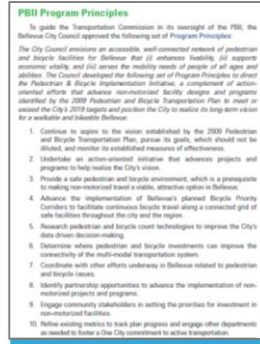 PBII Program Principles
To guide the Transportation Commission in its oversight of the PBII, the
Bellevue City Council approved the following set of Program Principles:
The City Council envisions an accessible, well-connected network of pedestrian
and bicycle facilities for Bellevue that (i) enhances livability, (ii) supports
economic vitality, and (iii) serves the mobility needs of people of all ages and
abilities. The Council developed the following set of Program Principles to direct
the Pedestrian & Bicycle Implementation Initiative, a complement of action-
oriented efforts that advance non-motorized facility designs and programs
identified by the 2009 Pedestrian and Bicycle Transportation Plan to meet or
exceed the City's 2019 targets and position the City to realize its long-term vision
for a walkable and bikeable Bellevue.
1. Continue to aspire to the vision established by the 2009 Pedestrian
and Bicycle Transportation Plan, pursue its goals, which should not be
diluted, and monitor its established measures of effectiveness.
2. Undertake an action-oriented initiative that advances projects and
programs to help realize the City's vision.
3. Provide a safe pedestrian and bicycle environment, which is a prerequisite
to making non-motorized travel a viable, attractive option in Bellevue.
4. Advance the implementation of Bellevue's planned Bicycle Priority
Corridors to facilitate continuous bicycle travel along a connected grid of
safe facilities throughout the city and the region.
5. Research pedestrian and bicycle count technologies to improve the City's
data driven decision-making.
6. Determine where pedestrian and bicycle investments can improve the
connectivity of the multi-modal transportation system.
7. Coordinate with other efforts underway in Bellevue related to pedestrian
and bicycle issues.
8. Identify partnership opportunities to advance the implementation of non-
motorized projects and programs.
9. Engage community stakeholders in setting the priorities for investment in
non-motorized facilities.
10. Refine existing metrics to track plan progress and engage other departments
as needed to foster a One City commitment to active transportation.